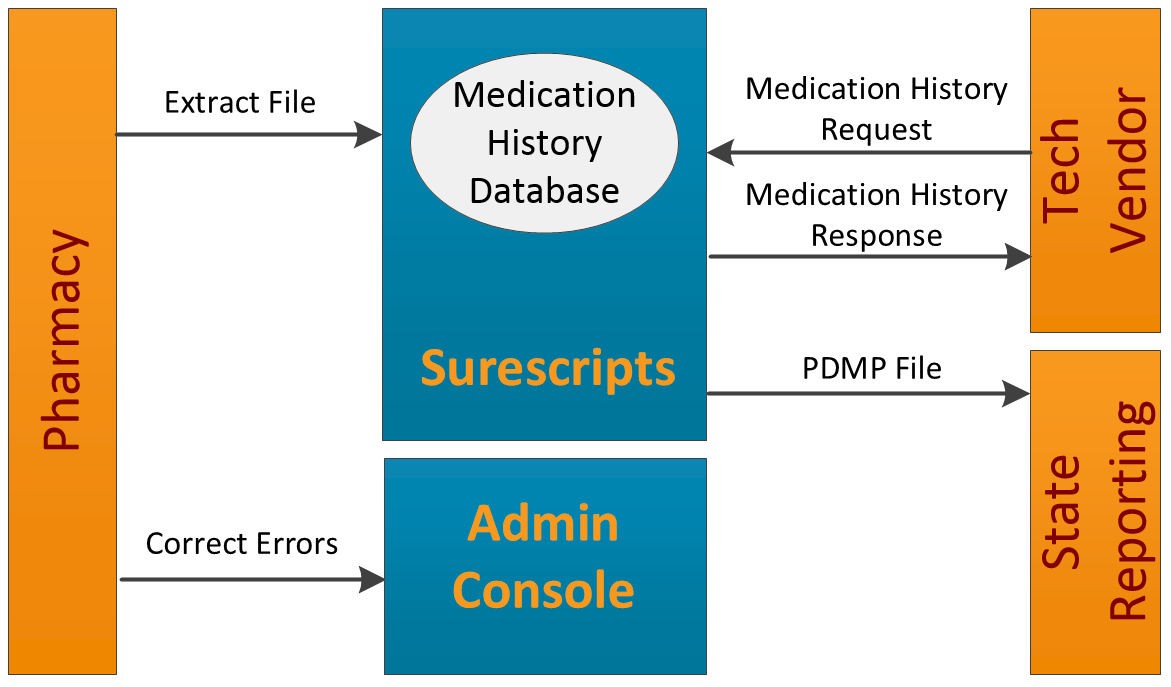 Pharmacy
Extract File
Correct Errors
Medication
History
Database
Surescripts
Admin
Console
Medication History
Request
Medication History
Response
PDMP File
Tech
Vendor
State
Reporting